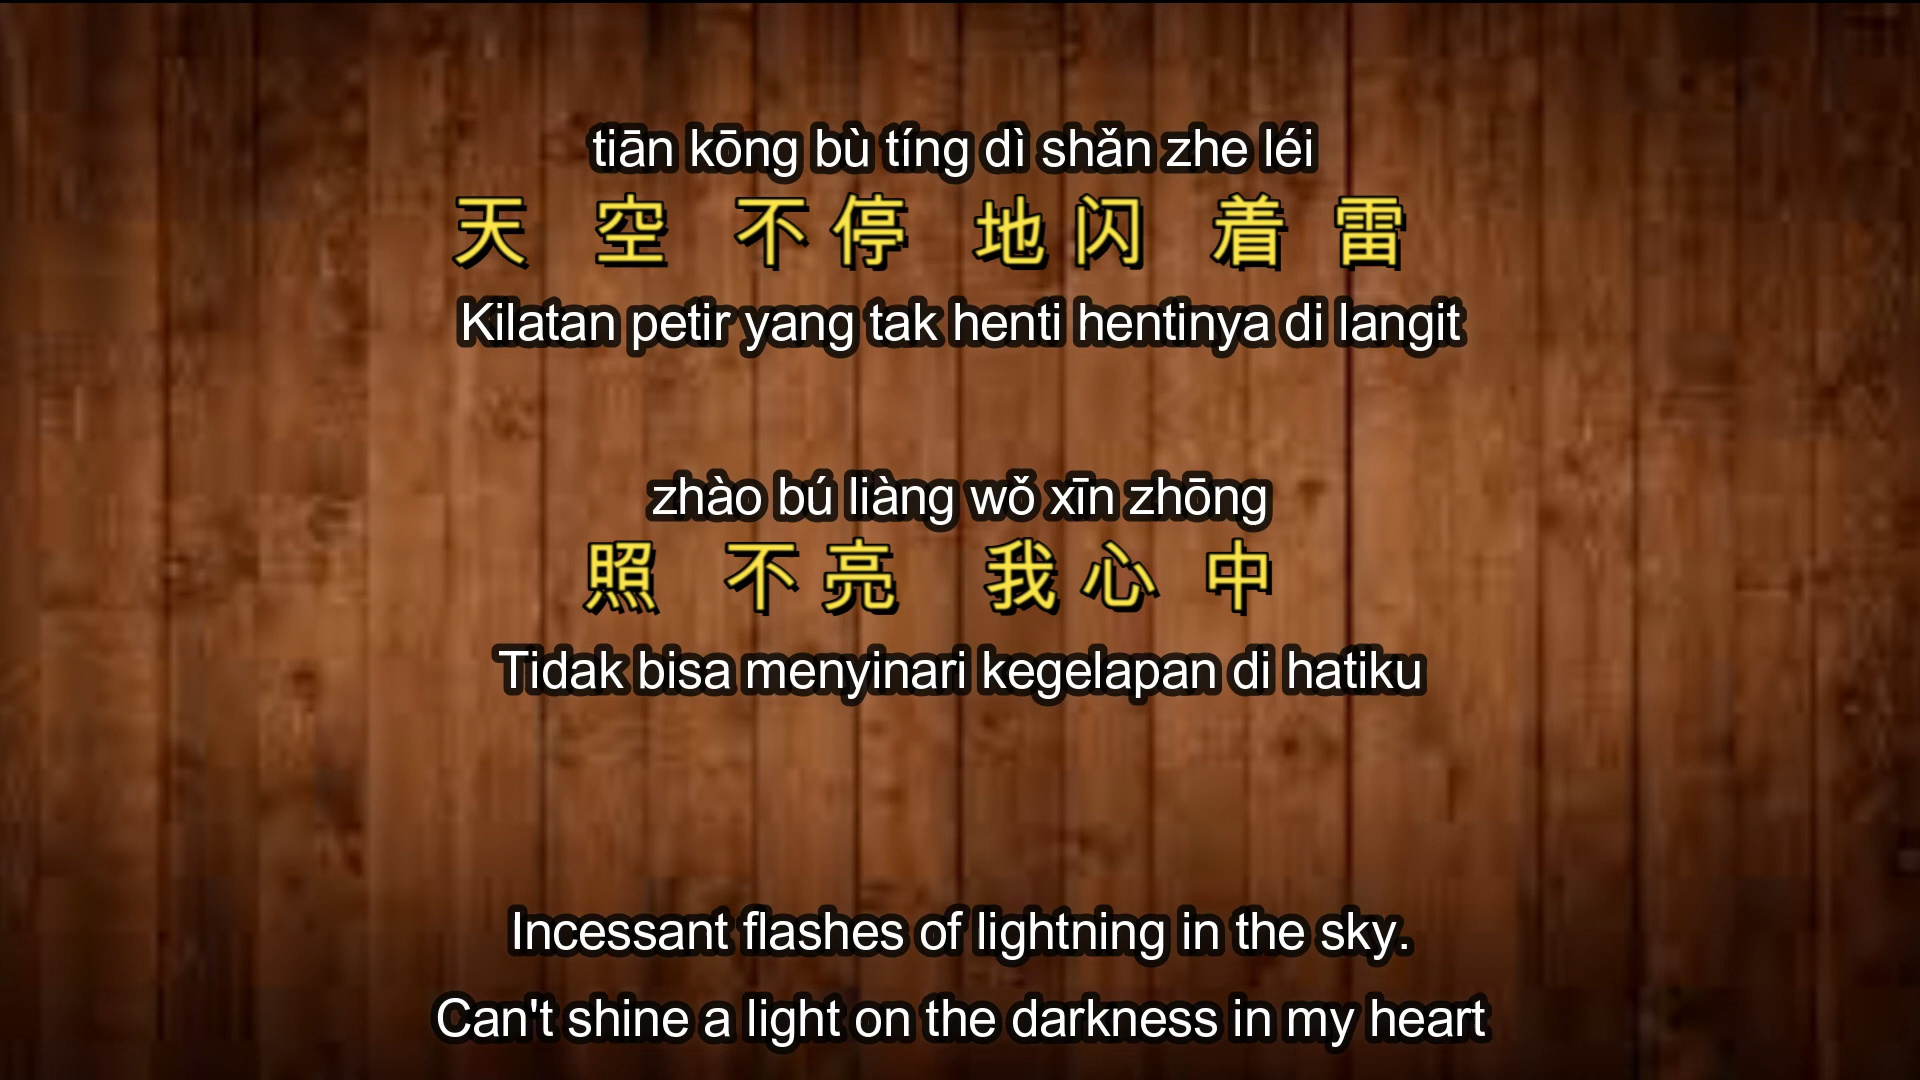 tiān kōng bù tíng dì shǎn zhe léi
天 空 不 停 地 闪 着 雷
Kilatan petir yang tak henti hentinya di langit
zhào bú liàng wǒ xīn zhōng
照 不 亮 我 心 中
Tidak bisa menyinari kegelapan di hatiku
Incessant flashes of lightning in the sky.
Can't shine a light on the darkness in my heart